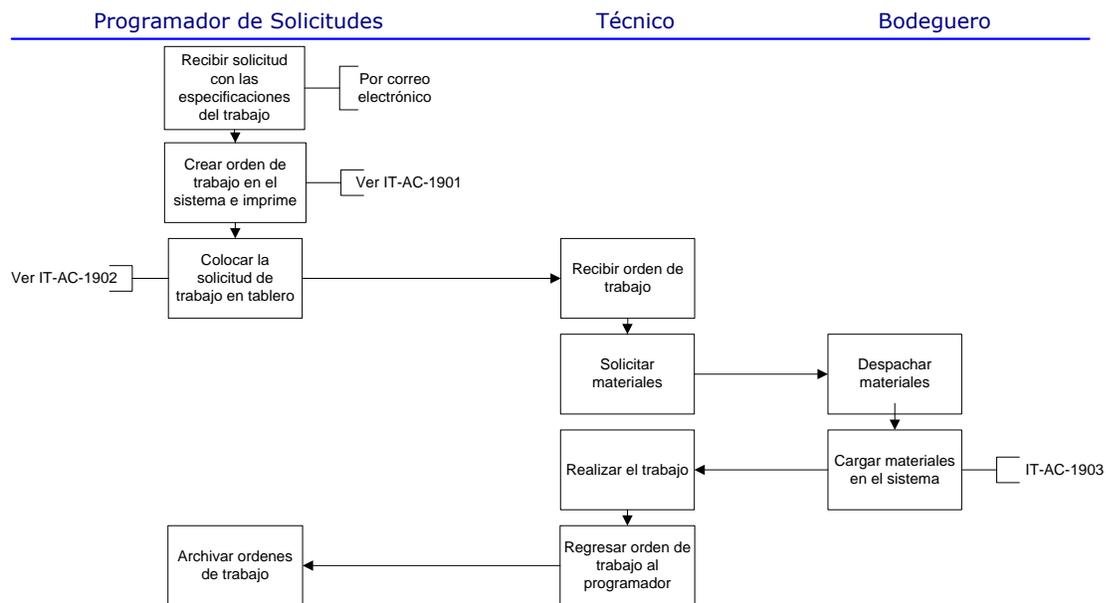 Programador de Solicitudes
Técnico
Bodeguero
Recibir solicitud
con las
especificaciones
del trabajo
Por correo
electrónico
Crear orden de
trabajo en el
sistema e imprime
Ver IT-AC-1901
Ver IT-AC-1902
Colocar la
solicitud de
trabajo en tablero
Recibir orden de
trabajo
Solicitar
materiales
Despachar
materiales
Realizar el trabajo
Cargar materiales
en el sistema
IT-AC-1903
Archivar ordenes
de trabajo
Regresar orden de
trabajo al
programador